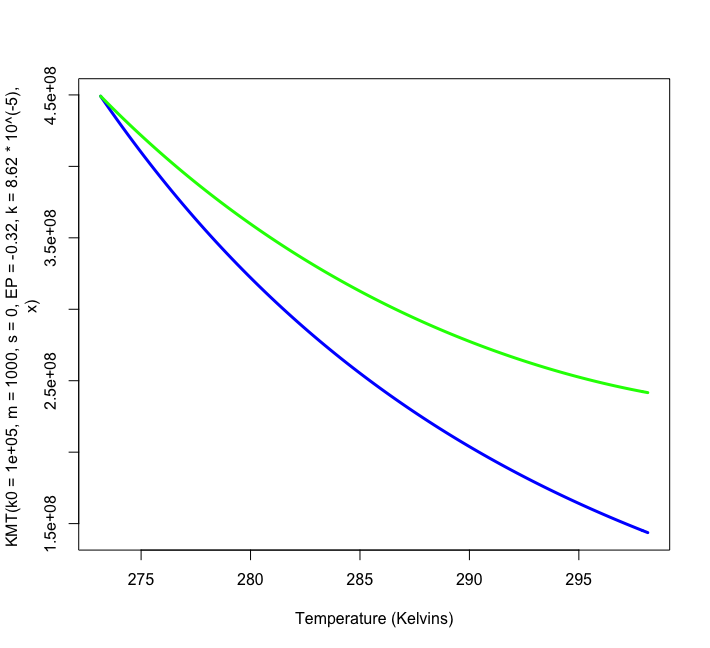 KMT(k0 = 1e+05, m = 1000, s = 0, EP = -0.32, k = 8.62 * 10^(-5),
x)
4.5e+08
3.5e+08
2.5e+08
1.5e+08
275 280 285 290 295
Temperature (Kelvins)